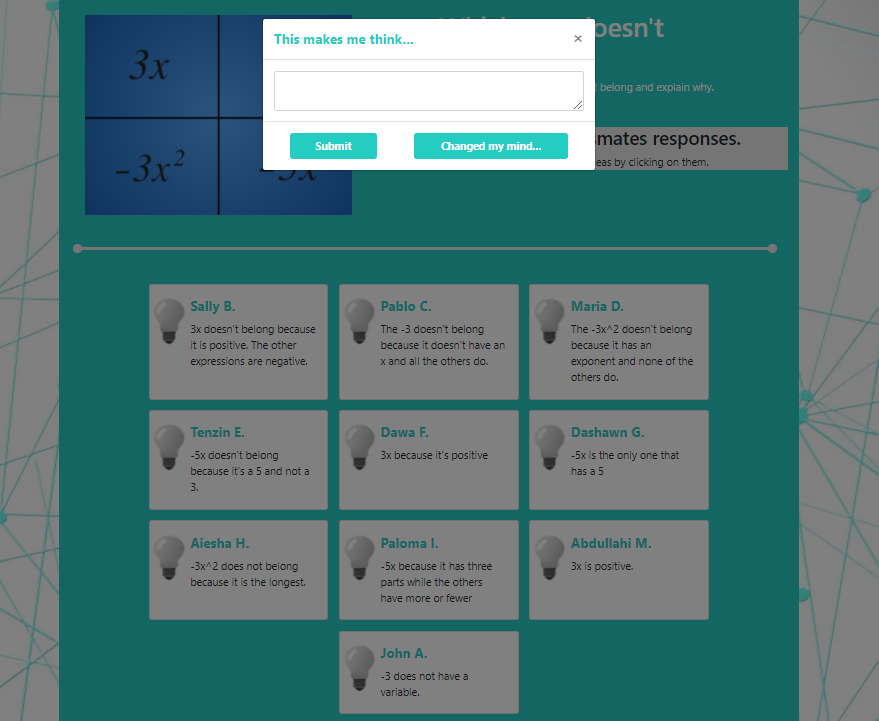 3x
-3x²
-5x
oesn't
This makes me think...
×
belong and explain why.
Submit
Changed my mind...
mates responses.
eas by clicking on them.
Sally B.
3x doesn't belong because
it is positive. The other
expressions are negative.
Pablo C.
The -3 doesn't belong
because it doesn't have an
x and all the others do.
Maria D.
The -3x^2 doesn't belong
because it has an
exponent and none of the
others do.
Tenzin E.
-5x doesn't belong
because it's a 5 and not a
3.
Dawa F.
3x because it's positive
Dashawn G.
-5x is the only one that
has a 5
Aiesha H.
-3x^2 does not belong
because it is the longest.
Paloma I.
-5x because it has three
parts while the others
have more or fewer
Abdullahi M.
3x is positive.
John A.
-3 does not have a
variable.